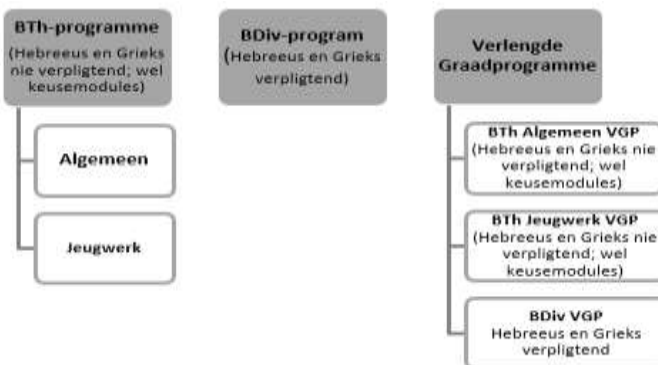 BTh-programme
(Hebreeus en Grieks
nie verpligtend; wel
keusemodules)
Algemeen
Jeugwerk
BDiv-program
(Hebreeus en Grieks
verpligtend)
Verlengde
Graadprogramme
BTh Algemeen VGP
(Hebreeus en Grieks nie
verpligtend; wel
keusemodules)
BTh Jeugwerk VGP
(Hebreeus en Grieks nie
verpligtend; wel
keusemodules)
BDiv VGP
Hebreeus en Grieks
verpligtend